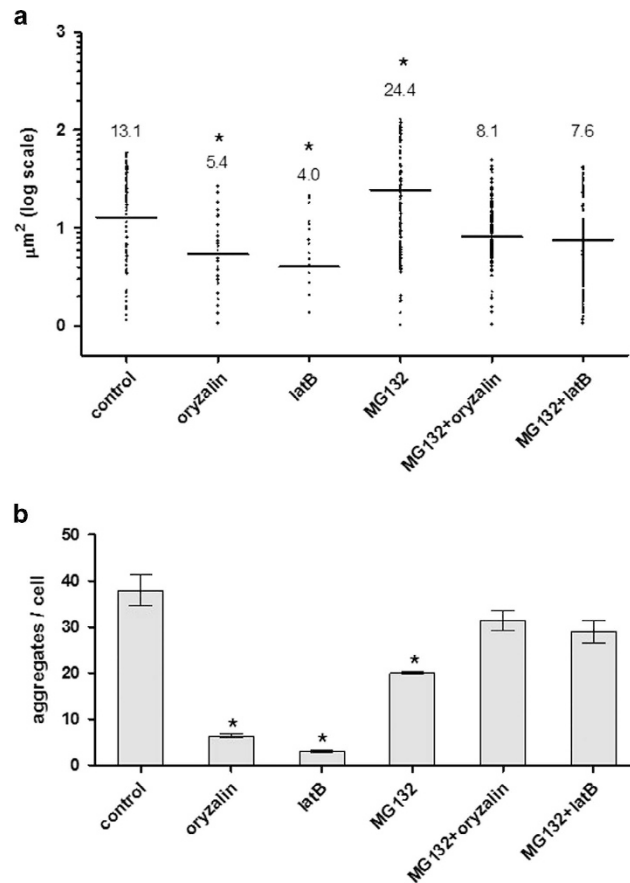 a
3
2
1
0
µm² (log scale)
13.1
*
5.4
*
4.0
*
24.4
8.1
7.6
control
oryzalin
latB
MG132
MG132+oryzalin
MG132+latB
b
50
40
30
20
10
0
aggregates / cell
*
*
*
control
oryzalin
latB
MG132
MG132+oryzalin
MG132+latB